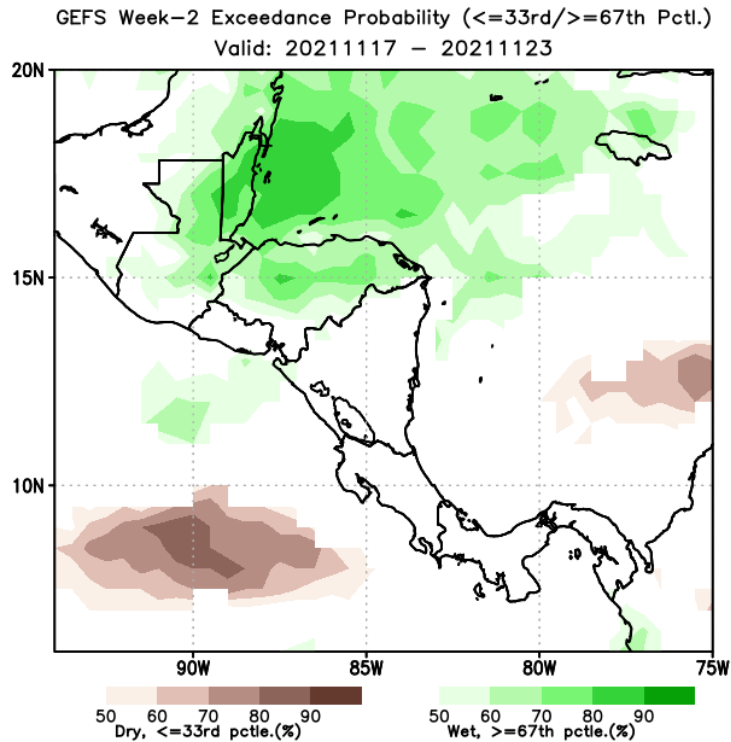 GEFS Week-2 Exceedance Probability (<=33rd/>=67th Pctl.)
Valid: 20211117 - 20211123
20N
15N
10N
90W 85W 80W 75W
50 60 70 80 90 50 60 70 80 90
Dry, <=33rd pctle.(%) Wet, >=67th pctle.(%)